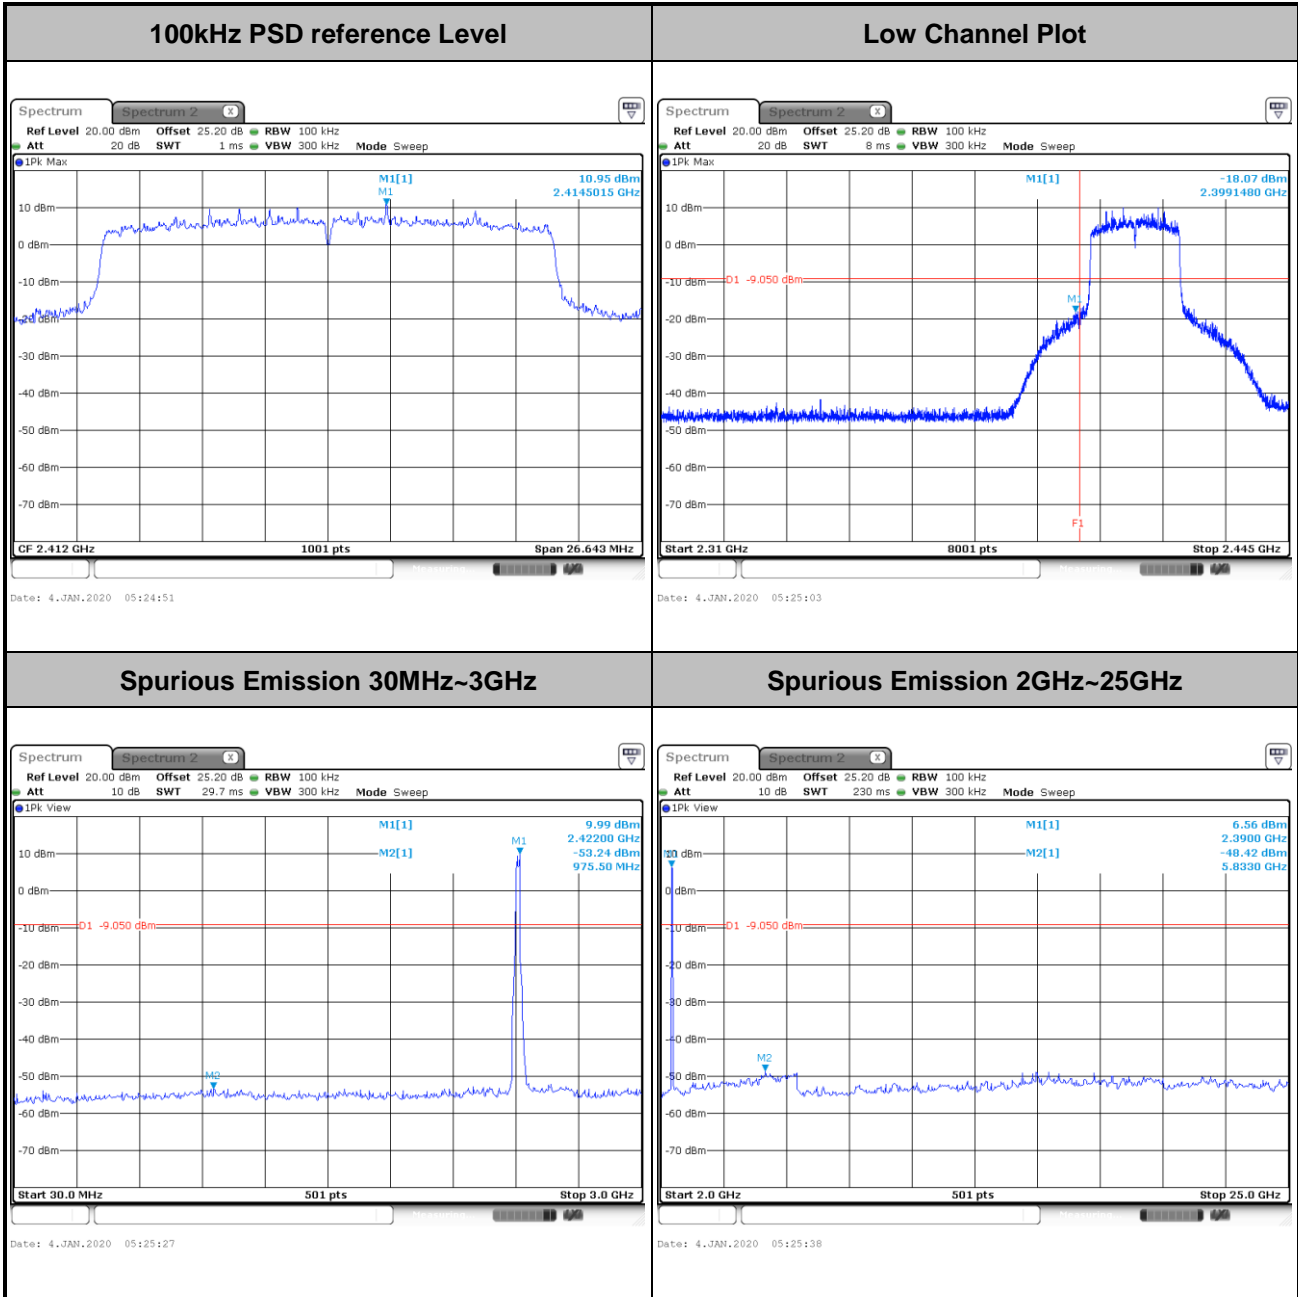 100kHz PSD reference Level
Low Channel Plot
Spectrum Spectrum 2 X
Ref Level 20.00 dBm Offset 25.20 dB RBW 100 kHz
Att 20 dB SWT 1 ms VBW 300 kHz Mode Sweep
1Pk Max
M1[1] 10.95 dBm
2.4145015 GHz
M1
10 dBm
0 dBm
-10 dBm
-20 dBm
-30 dBm
-40 dBm
-50 dBm
-60 dBm
-70 dBm
CF 2.412 GHz 1001 pts Span 26.643 MHz
Date: 4.JAN.2020 05:24:51
Spectrum Spectrum 2 X
Ref Level 20.00 dBm Offset 25.20 dB RBW 100 kHz
Att 20 dB SWT 8 ms VBW 300 kHz Mode Sweep
1Pk Max
M1[1] -18.07 dBm
2.3991480 GHz
10 dBm
0 dBm
-10 dBm
D1 -9.050 dBm
M1
-20 dBm
-30 dBm
-40 dBm
-50 dBm
-60 dBm
-70 dBm
F1
Start 2.31 GHz 8001 pts Stop 2.445 GHz
Measuring
Date: 4.JAN.2020 05:25:03
Spurious Emission 30MHz~3GHz
Spurious Emission 2GHz~25GHz
Spectrum Spectrum 2 X
Ref Level 20.00 dBm Offset 25.20 dB RBW 100 kHz
Att 10 dB SWT 29.7 ms VBW 300 kHz Mode Sweep
1Pk View
M1[1] 9.99 dBm
2.42200 GHz
M2[1] -53.24 dBm
975.50 MHz
M1
10 dBm
0 dBm
-10 dBm
D1 -9.050 dBm
-20 dBm
-30 dBm
-40 dBm
-50 dBm
M2
-60 dBm
-70 dBm
Start 30.0 MHz 501 pts Stop 3.0 GHz
Measuring
Date: 4.JAN.2020 05:25:27
Spectrum Spectrum 2 X
Ref Level 20.00 dBm Offset 25.20 dB RBW 100 kHz
Att 10 dB SWT 230 ms VBW 300 kHz Mode Sweep
1Pk View
M1[1] 6.56 dBm
2.3900 GHz
M2[1] -48.42 dBm
5.8330 GHz
10 dBm
0 dBm
-10 dBm
D1 -9.050 dBm
-20 dBm
-30 dBm
-40 dBm
M2
-50 dBm
-60 dBm
-70 dBm
Start 2.0 GHz 501 pts Stop 25.0 GHz
Date: 4.JAN.2020 05:25:38